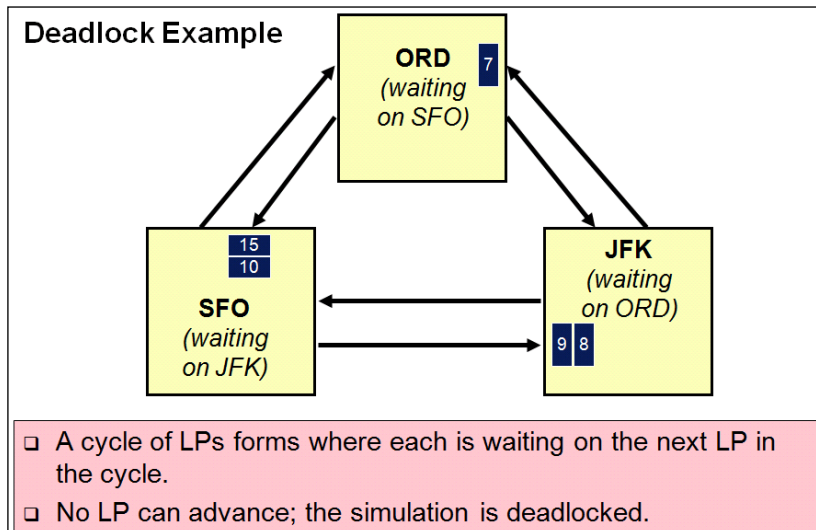 Deadlock Example
ORD
(waiting
on SFO)
7
15
10
SFO
(waiting
on JFK)
JFK
(waiting
on ORD)
9 8
❑ A cycle of LPs forms where each is waiting on the next LP in
the cycle.
❑ No LP can advance; the simulation is deadlocked.